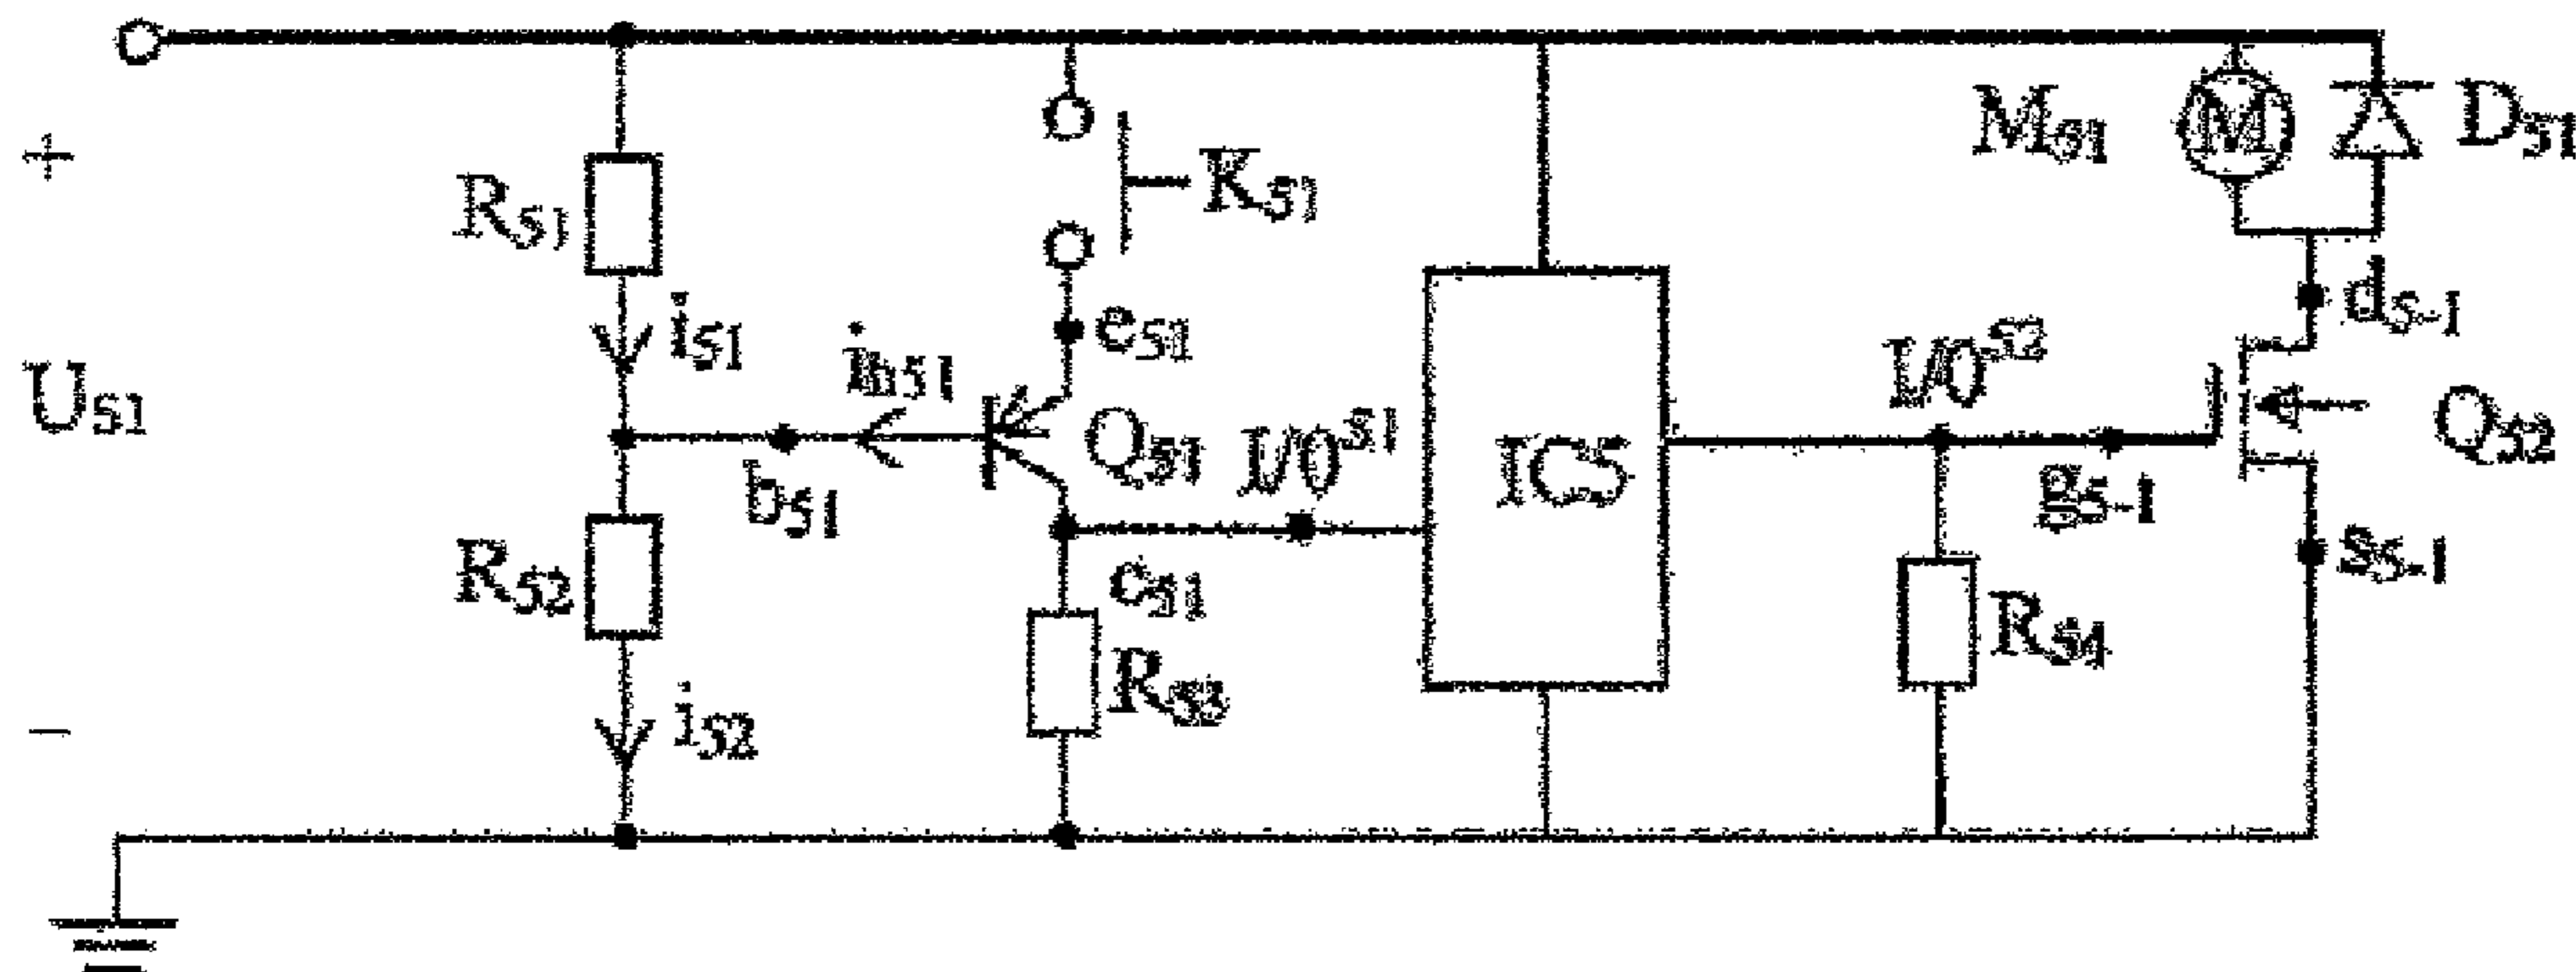 +
U51
−
R51
i51
R52
i52
ib51
b51
K51
e51
Q51
c51
R53
I/O51
IC5
I/O52
g5-1
R54
M51
M
D51
d5-1
Q52
s5-1